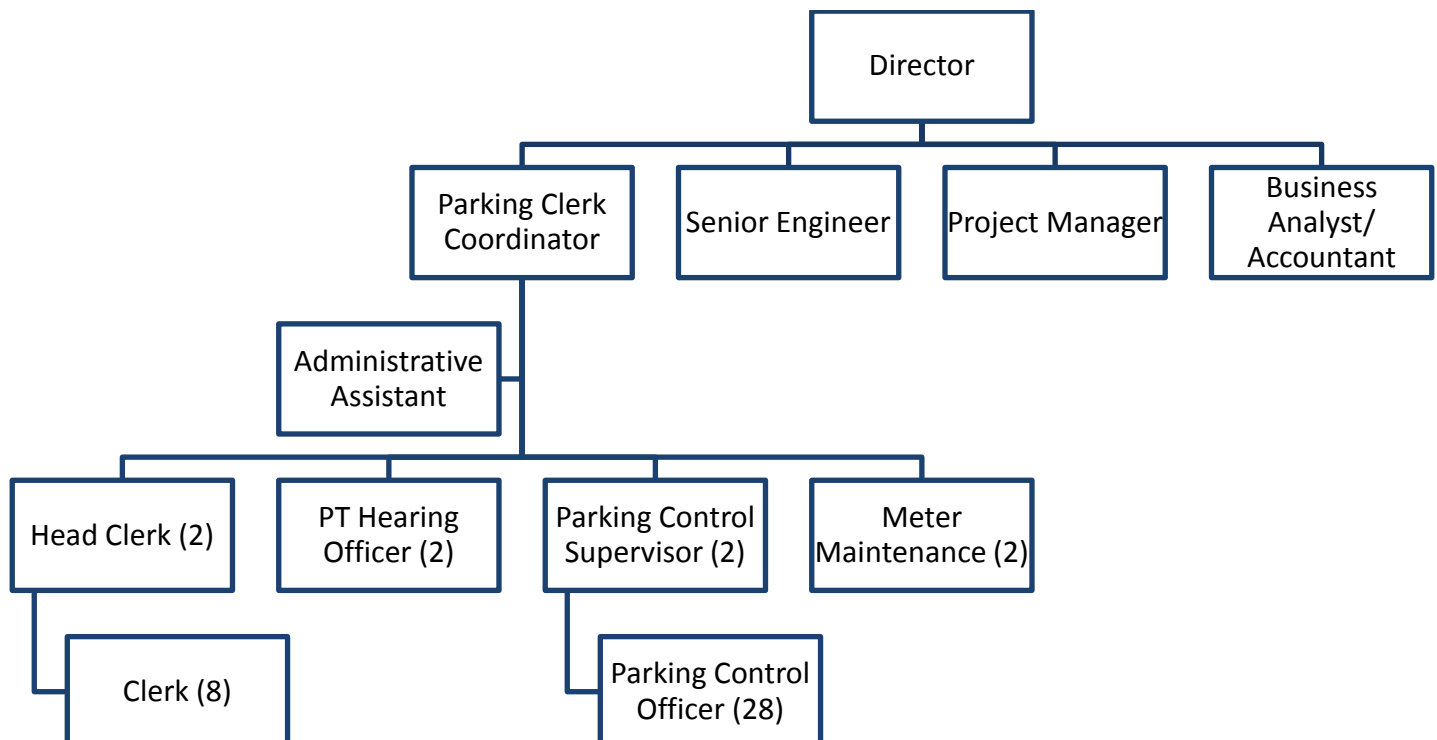 Director
Parking Clerk
Coordinator
Senior Engineer
Project Manager
Business
Analyst/
Accountant
Administrative
Assistant
Head Clerk (2)
PT Hearing
Officer (2)
Parking Control
Supervisor (2)
Meter
Maintenance (2)
Clerk (8)
Parking Control
Officer (28)